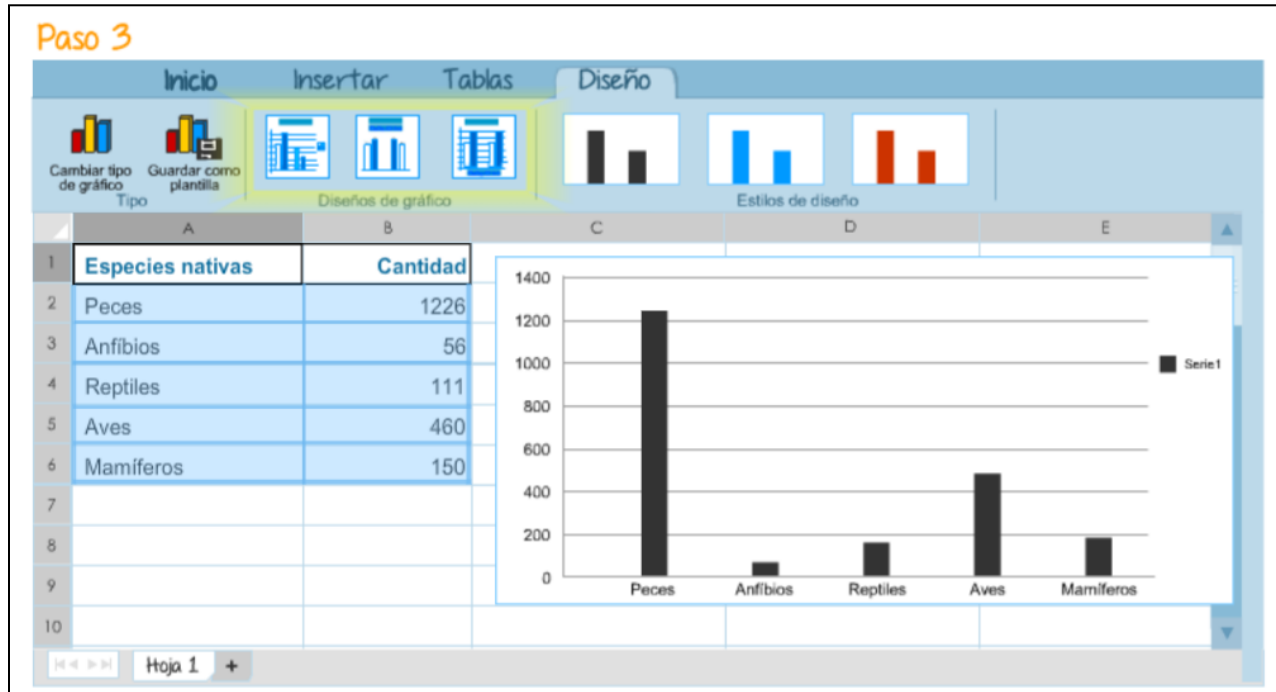 Paso 3
Inicio Insertar Tablas Diseño
Cambiar tipo de gráfico
Guardar como plantilla
Tipo Diseños de gráfico Estilos de diseño
A B C D E
1 Especies nativas Cantidad
2 Peces 1226
3 Anfíbios 56
4 Reptiles 111
5 Aves 460
6 Mamíferos 150
7
8
9
10
1400
1200
1000
800
600
400
200
0
Serie1
Peces Anfíbios Reptiles Aves Mamíferos
Hoja 1 +